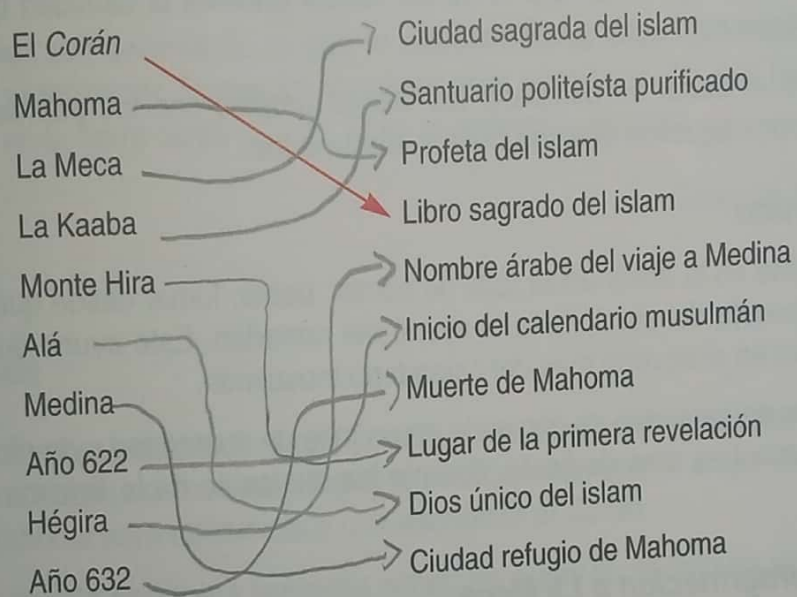 El Corán
Mahoma
La Meca
La Kaaba
Monte Hira
Alá
Medina
Año 622
Hégira
Año 632
Ciudad sagrada del islam
Santuario politeísta purificado
Profeta del islam
Libro sagrado del islam
Nombre árabe del viaje a Medina
Inicio del calendario musulmán
Muerte de Mahoma
Lugar de la primera revelación
Dios único del islam
Ciudad refugio de Mahoma